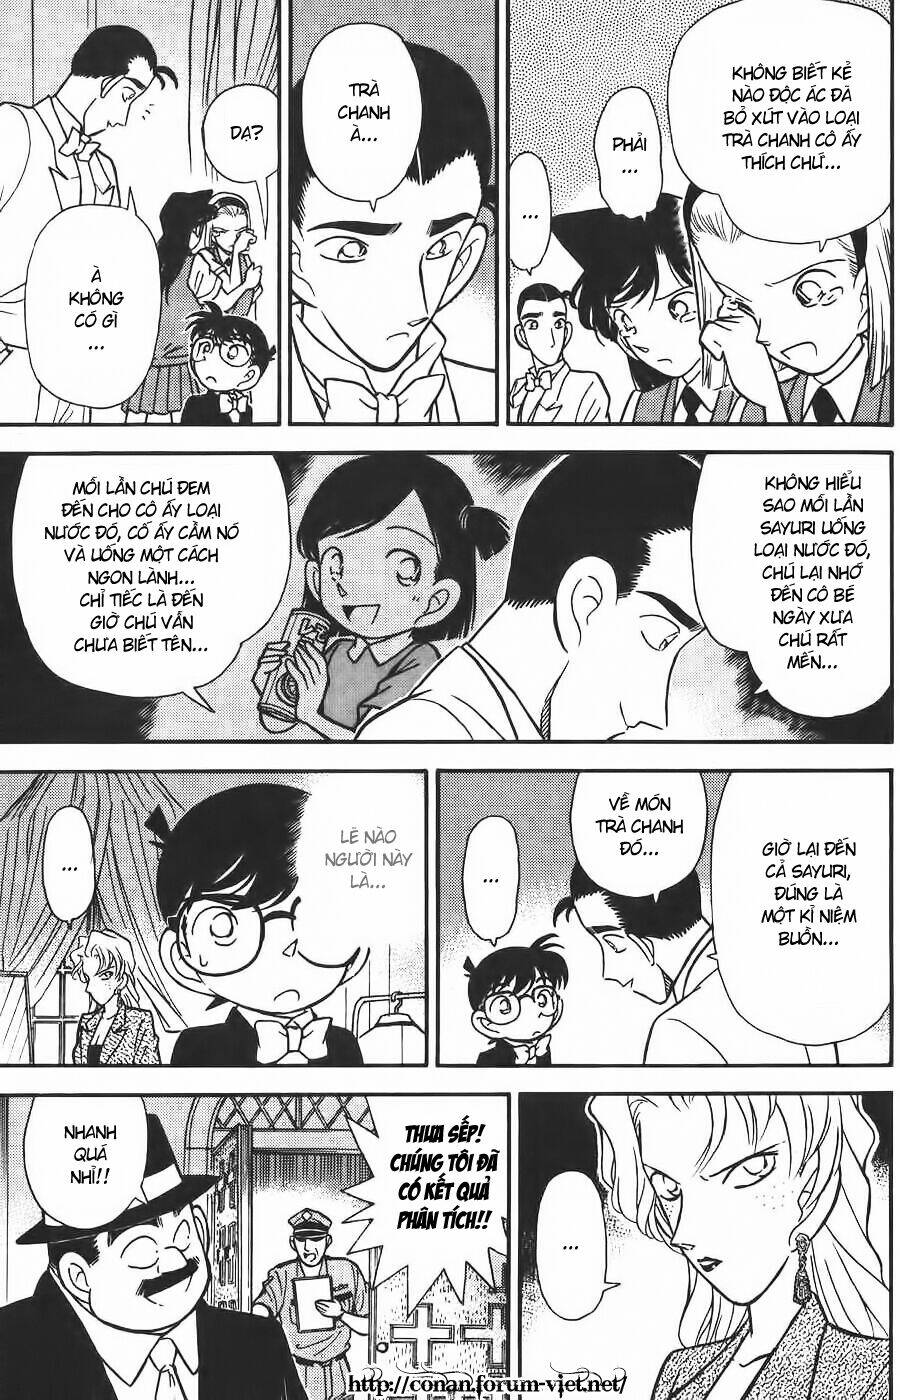 KHÔNG BIẾT KẺ
NÀO ĐỘC ÁC ĐÃ
BỎ XÚT VÀO LOẠI
TRÀ CHANH CÔ ẤY
THÍCH CHỨ...
PHẢI
...
...
TRÀ
CHANH
À...
DẠ?
À
KHÔNG
CÓ GÌ
...
KHÔNG HIỂU
SAO MỖI LẦN
SAYURI UỐNG
LOẠI NƯỚC ĐÓ,
CHÚ LẠI NHỚ
ĐẾN CÔ BÉ
NGÀY XƯA
CHÚ RẤT
MẾN...
MỖI LẦN CHÚ ĐEM
ĐẾN CHO CÔ ẤY LOẠI
NƯỚC ĐÓ, CỐ ẤY CẦM NÓ
VÀ UỐNG MỘT CÁCH
NGON LÀNH...
CHỈ TIẾC LÀ ĐẾN
GIỜ CHÚ VẪN
CHƯA BIẾT TÊN...
GIỜ LẠI ĐẾN
CẢ SAYURI,
ĐÚNG LÀ
MỘT KỈ NIỆM
BUỒN...
VỀ MÓN
TRÀ CHANH
ĐÓ...
...
LẼ NÀO
NGƯỜI NÀY
LÀ...
...
...
THƯA SẾP!
CHÚNG TÔI ĐÃ
CÓ KẾT QUẢ
PHÂN TÍCH!!
NHANH
QUÁ
NHỈ!!
http://conan.forum-viet.net/